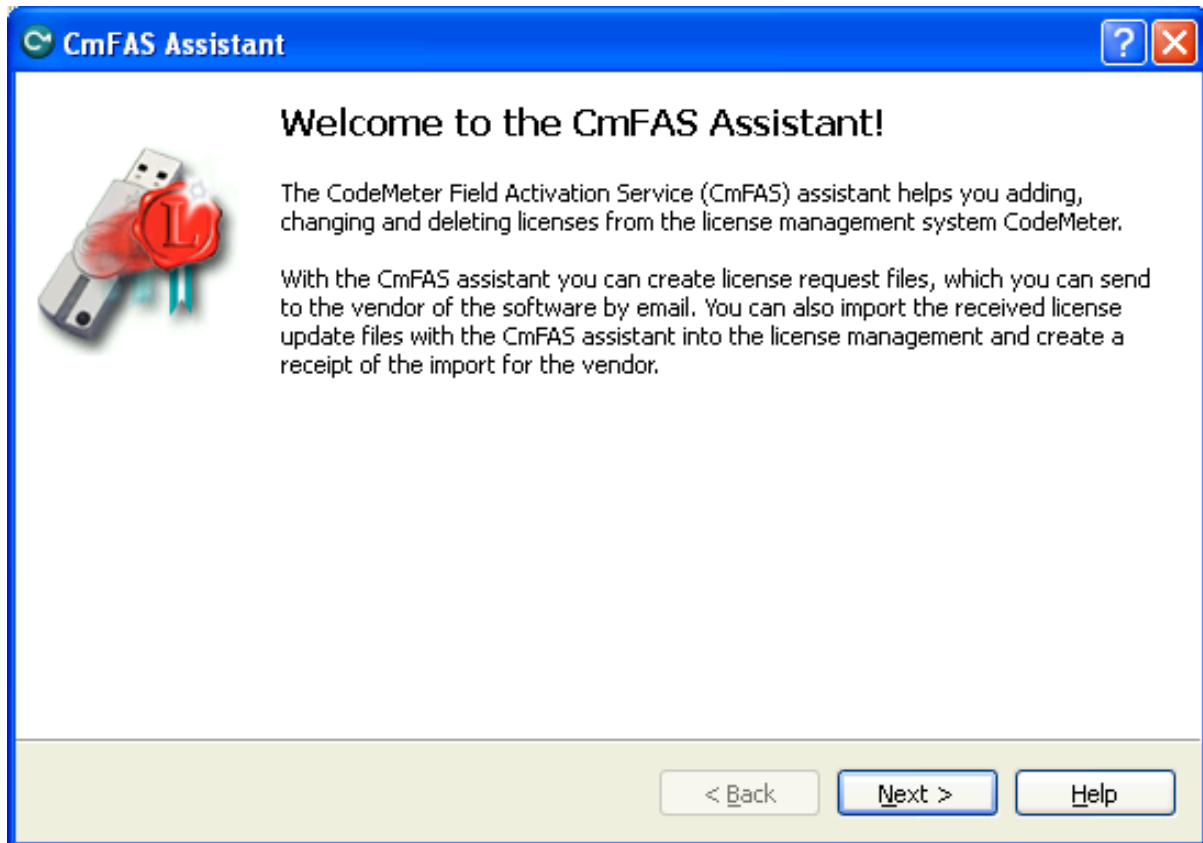 CmFAS Assistant
Welcome to the CmFAS Assistant!
The CodeMeter Field Activation Service (CmFAS) assistant helps you adding,
changing and deleting licenses from the license management system CodeMeter.
With the CmFAS assistant you can create license request files, which you can send
to the vendor of the software by email. You can also import the received license
update files with the CmFAS assistant into the license management and create a
receipt of the import for the vendor.
L
< Back Next > Help